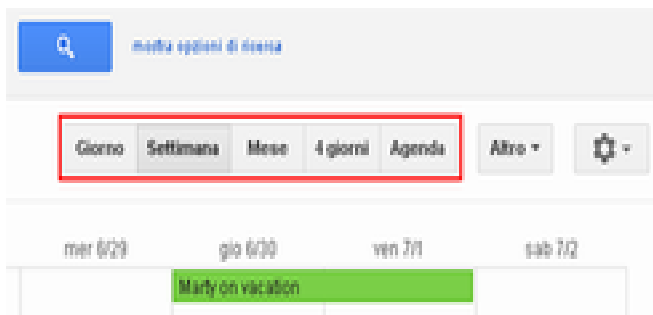 mostra opzioni di ricerca
Giorno Settimana Mese 4 giorni Agenda Altro
mer 6/29 gio 6/30 ven 7/1 sab 7/2
Marty on vacation